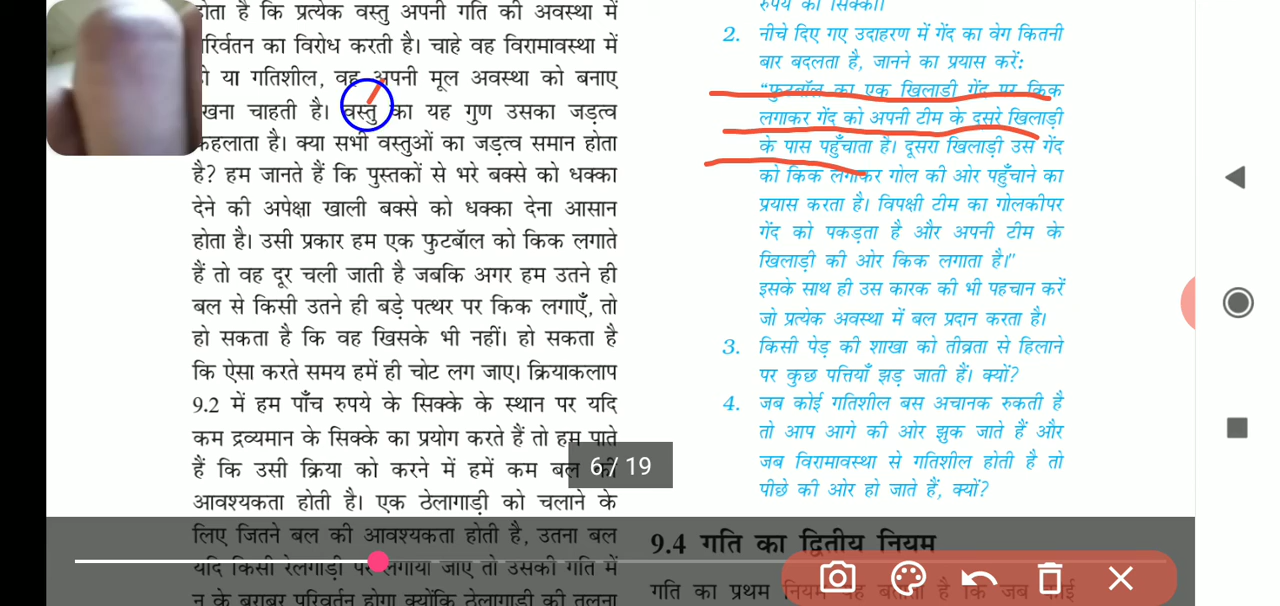 होता है कि प्रत्येक वस्तु अपनी गति की अवस्था में
परिवर्तन का विरोध करती है। चाहे वह विरामावस्था में
हो या गतिशील, वह अपनी मूल अवस्था को बनाए
रखना चाहती है। वस्तु का यह गुण उसका जड़त्व
कहलाता है। क्या सभी वस्तुओं का जड़त्व समान होता
है? हम जानते हैं कि पुस्तकों से भरे बक्से को धक्का
देने की अपेक्षा खाली बक्से को धक्का देना आसान
होता है। उसी प्रकार हम एक फुटबॉल को किक लगाते
हैं तो वह दूर चली जाती है जबकि अगर हम उतने ही
बल से किसी उतने ही बड़े पत्थर पर किक लगाएँ, तो
हो सकता है कि वह खिसके भी नहीं। हो सकता है
कि ऐसा करते समय हमें ही चोट लग जाए। क्रियाकलाप
9.2 में हम पाँच रुपये के सिक्के के स्थान पर यदि
कम द्रव्यमान के सिक्के का प्रयोग करते हैं तो हम पाते
हैं कि उसी क्रिया को करने में हमें कम बल की
आवश्यकता होती है। एक ठेलागाड़ी को चलाने के
लिए जितने बल की आवश्यकता होती है, उतना बल
यदि किसी रेलगाड़ी पर लगाया जाए तो उसकी गति में
न के बराबर परिवर्तन होगा क्योंकि ठेलागाड़ी की तुलना
रुपये का सिक्का।
2. नीचे दिए गए उदाहरण में गेंद का वेग कितनी
बार बदलता है, जानने का प्रयास करें:
“फुटबॉल का एक खिलाड़ी गेंद पर किक
लगाकर गेंद को अपनी टीम के दूसरे खिलाड़ी
के पास पहुँचाता है। दूसरा खिलाड़ी उस गेंद
को किक लगाकर गोल की ओर पहुँचाने का
प्रयास करता है। विपक्षी टीम का गोलकीपर
गेंद को पकड़ता है और अपनी टीम के
खिलाड़ी की ओर किक लगाता है।”
इसके साथ ही उस कारक की भी पहचान करें
जो प्रत्येक अवस्था में बल प्रदान करता है।
3. किसी पेड़ की शाखा को तीव्रता से हिलाने
पर कुछ पत्तियाँ झड़ जाती हैं। क्यों?
4. जब कोई गतिशील बस अचानक रुकती है
तो आप आगे की ओर झुक जाते हैं और
जब विरामावस्था से गतिशील होती है तो
पीछे की ओर हो जाते हैं, क्यों?
9.4 गति का द्वितीय नियम
गति का प्रथम नियम यह बताता है कि जब कोई
6 / 19